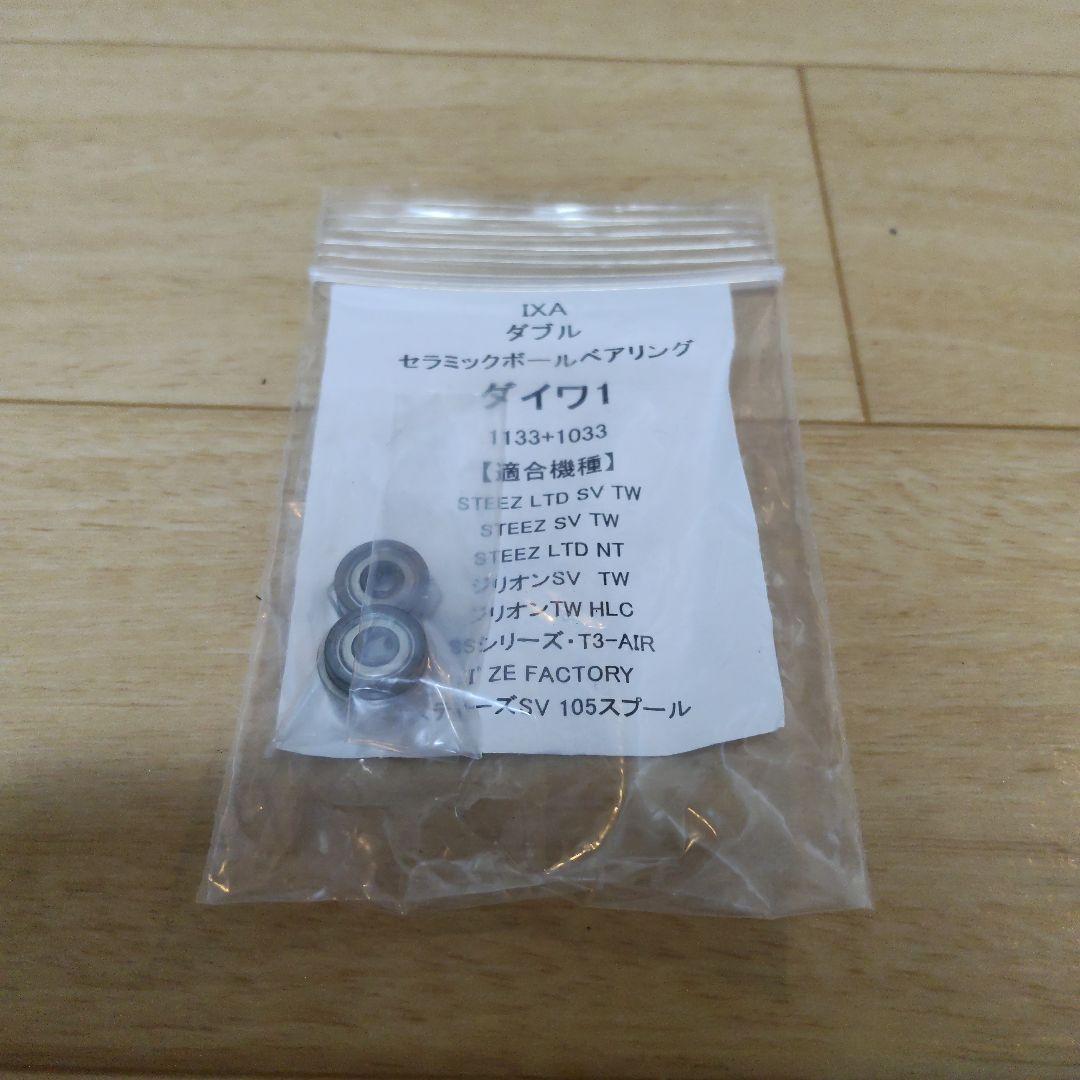 IXA
ダブル
セラミックボールベアリング
ダイワ1
1133+1033
【適合機種】
STEEZ LTD SV TW
STEEZ SV TW
STEEZ LTD NT
ジリオンSV TW
ジリオンTW HLC
SSシリーズ・T3-AIR
ZE FACTORY
SV 105スプール